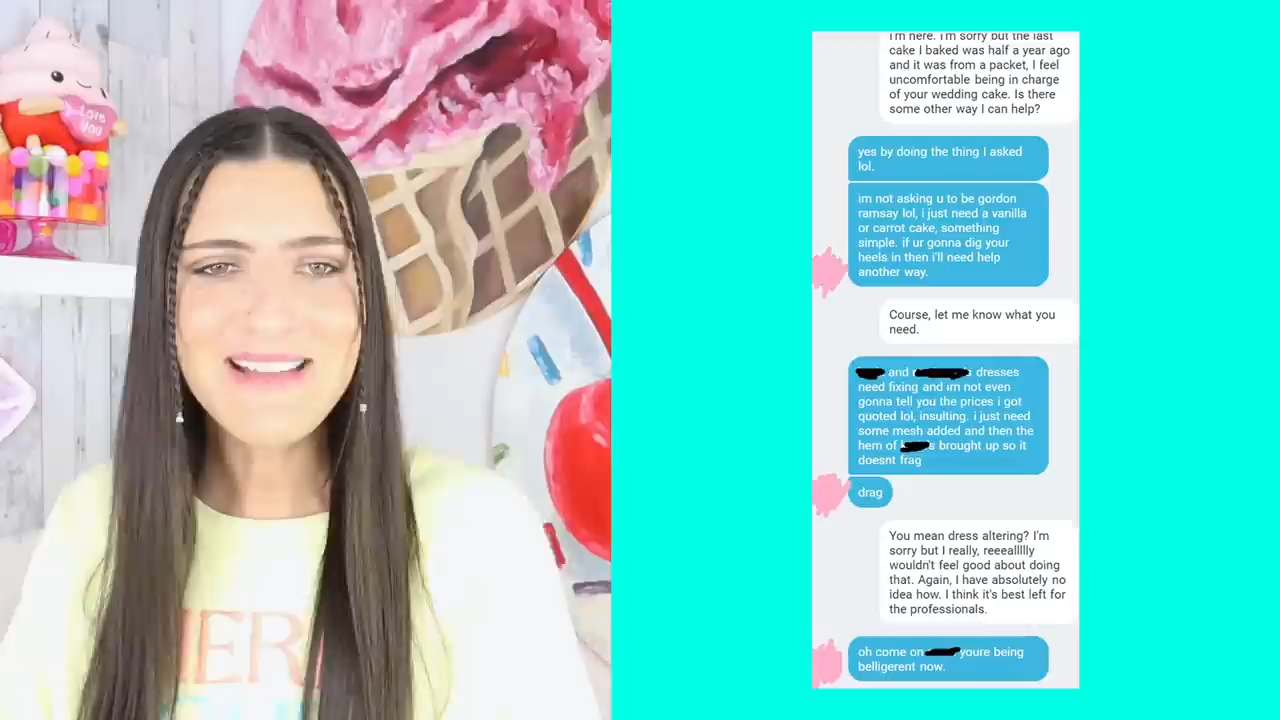 LOVE
YOU
I'm here. I'm sorry but the last
cake I baked was half a year ago
and it was from a packet, I feel
uncomfortable being in charge
of your wedding cake. Is there
some other way I can help?
yes by doing the thing I asked
lol.
im not asking u to be gordon
ramsay lol, i just need a vanilla
or carrot cake, something
simple. if ur gonna dig your
heels in then i'll need help
another way.
Course, let me know what you
need.
and dresses
need fixing and im not even
gonna tell you the prices i got
quoted lol, insulting. i just need
some mesh added and then the
hem of s brought up so it
doesnt frag
drag
You mean dress altering? I'm
sorry but I really, reeeallllly
wouldn't feel good about doing
that. Again, I have absolutely no
idea how. I think it's best left for
the professionals.
oh come on youre being
belligerent now.